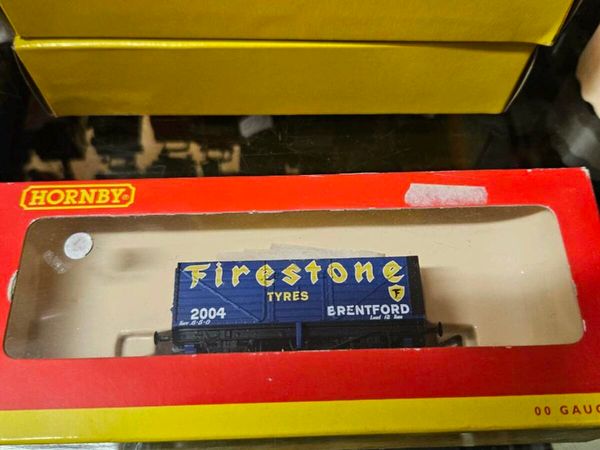 HORNBY
Firestone
TYRES
2004
BRENTFORD
F
00 GAUG